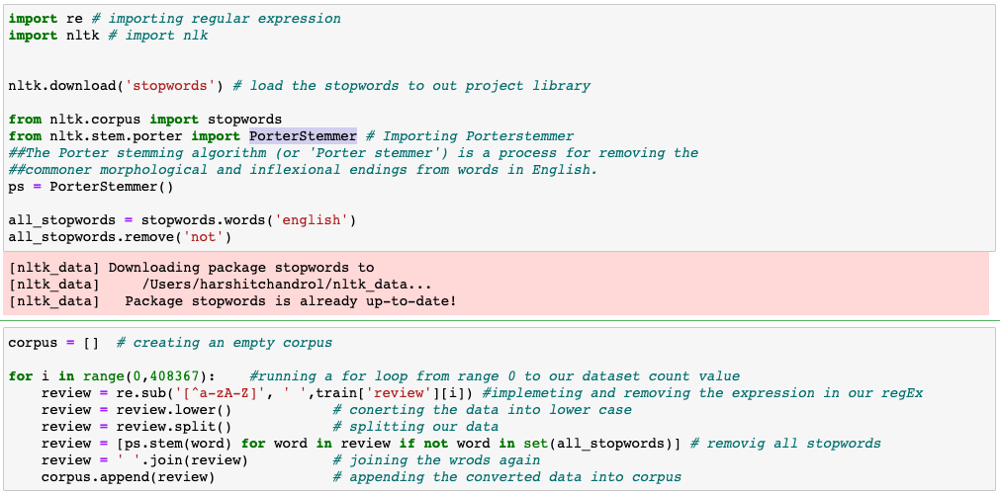 import re # importing regular expression
import nltk # import nlk
nltk.download('stopwords') # load the stopwords to out project library
from nltk.corpus import stopwords
from nltk.stem.porter import PorterStemmer # Importing Porterstemmer
##The Porter stemming algorithm (or 'Porter stemmer') is a process for removing the
##commoner morphological and inflexional endings from words in English.
ps = PorterStemmer()
all_stopwords = stopwords.words('english')
all_stopwords.remove('not')
[nltk_data] Downloading package stopwords to
[nltk_data]     /Users/harshitchandrol/nltk_data...
[nltk_data]   Package stopwords is already up-to-date!
corpus = []  # creating an empty corpus
for i in range(0,408367):    #running a for loop from range 0 to our dataset count value
    review = re.sub('[^a-zA-Z]', ' ',train['review'][i]) #implemeting and removing the expression in our regEx
    review = review.lower()            # conerting the data into lower case
    review = review.split()            # splitting our data
    review = [ps.stem(word) for word in review if not word in set(all_stopwords)] # removig all stopwords
    review = ' '.join(review)          # joining the wrods again
    corpus.append(review)              # appending the converted data into corpus